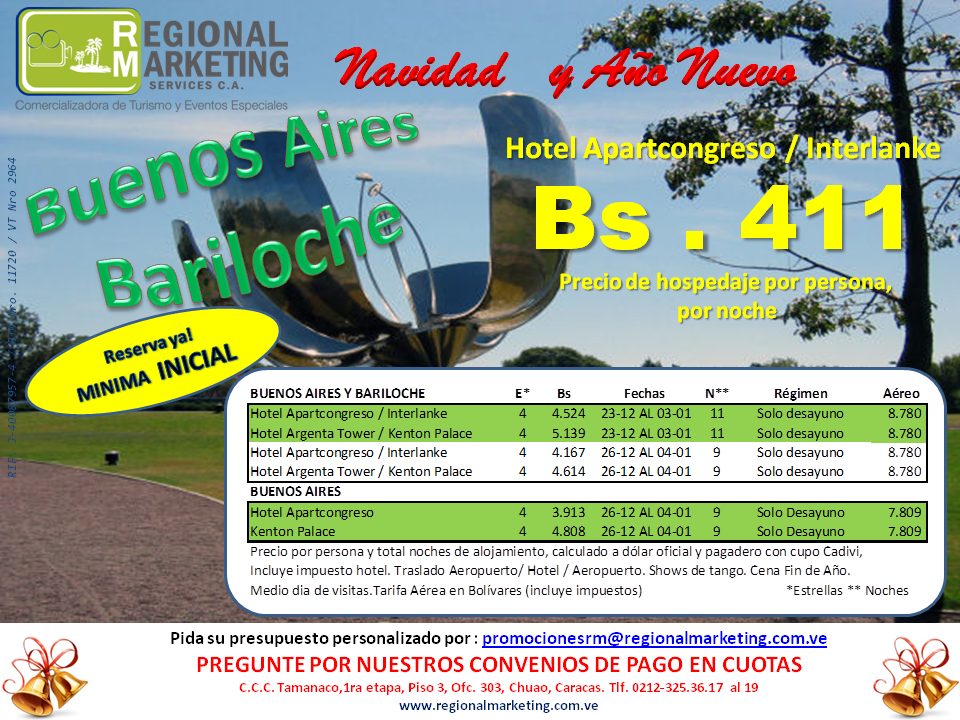 REGIONAL
MARKETING
SERVICES C.A.
RM
Comercializadora de Turismo y Eventos Especiales
Navidad y Año Nuevo
Buenos Aires
Bariloche
Hotel Apartcongreso / Interlanke
Bs . 411
Precio de hospedaje por persona,
por noche
Reserva ya!
MINIMA INICIAL
11720 / VT Nro 2964
BUENOS AIRES Y BARILOCHE E* Bs Fechas N** Régimen Aéreo
Hotel Apartcongreso / Interlanke 4 4.524 23-12 AL 03-01 11 Solo desayuno 8.780
Hotel Argenta Tower / Kenton Palace 4 5.139 23-12 AL 03-01 11 Solo desayuno 8.780
Hotel Apartcongreso / Interlanke 4 4.167 26-12 AL 04-01 9 Solo desayuno 8.780
Hotel Argenta Tower / Kenton Palace 4 4.614 26-12 AL 04-01 9 Solo desayuno 8.780
BUENOS AIRES
Hotel Apartcongreso 4 3.913 26-12 AL 04-01 9 Solo Desayuno 7.809
Kenton Palace 4 4.808 26-12 AL 04-01 9 Solo Desayuno 7.809
Precio por persona y total noches de alojamiento, calculado a dólar oficial y pagadero con cupo Cadivi,
Incluye impuesto hotel. Traslado Aeropuerto/ Hotel / Aeropuerto. Shows de tango. Cena Fin de Año.
Medio dia de visitas.Tarifa Aérea en Bolívares (incluye impuestos) *Estrellas ** Noches
Pida su presupuesto personalizado por : promocionesrm@regionalmarketing.com.ve
PREGUNTE POR NUESTROS CONVENIOS DE PAGO EN CUOTAS
C.C.C. Tamanaco,1ra etapa, Piso 3, Ofc. 303, Chuao, Caracas. Tlf. 0212-325.36.17 al 19
www.regionalmarketing.com.ve